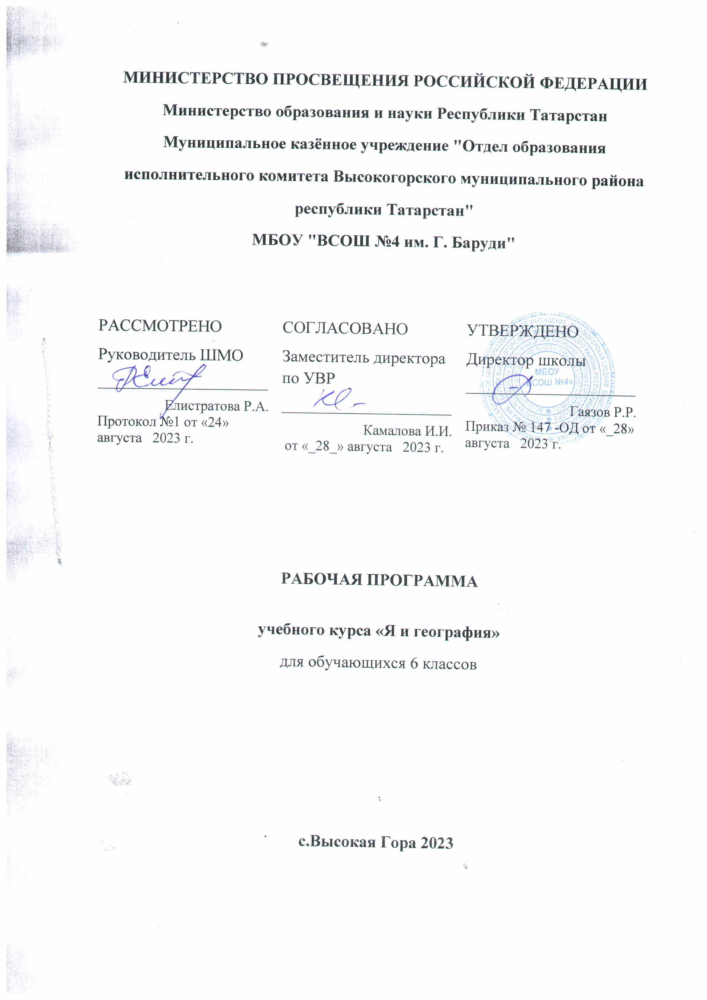 МИНИСТЕРСТВО ПРОСВЕЩЕНИЯ РОССИЙСКОЙ ФЕДЕРАЦИИ
Министерство образования и науки Республики Татарстан
Муниципальное казённое учреждение "Отдел образования
исполнительного комитета Высокогорского муниципального района
республики Татарстан"
МБОУ "ВСОШ №4 им. Г. Баруди"
РАССМОТРЕНО
Руководитель ШМО
Елистратова Р.А.
Протокол №1 от «24»
августа 2023 г.
СОГЛАСОВАНО
Заместитель директора
по УВР
Камалова И.И.
от «_28_» августа 2023 г.
УТВЕРЖДЕНО
Директор школы
МБОУ
«ВСОШ №4»
Гаязов Р.Р.
Приказ № 147 -ОД от «_28»
августа 2023 г.
РАБОЧАЯ ПРОГРАММА
учебного курса «Я и география»
для обучающихся 6 классов
с.Высокая Гора 2023